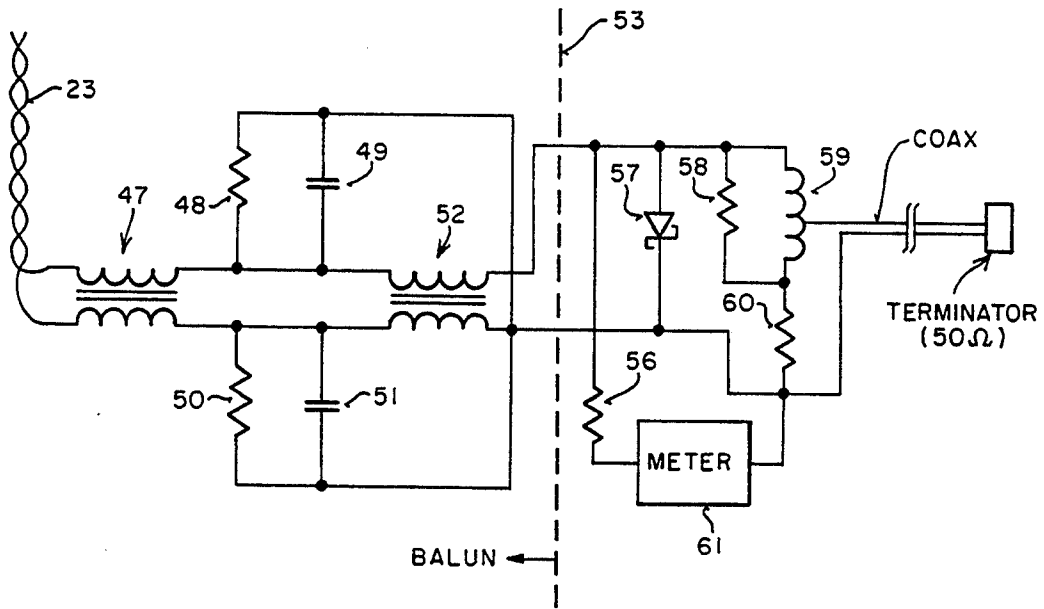 53
23
COAX
49
59
57
58
47
48
52
60
TERMINATOR
(50Ω)
56
50
51
METER
61
BALUN